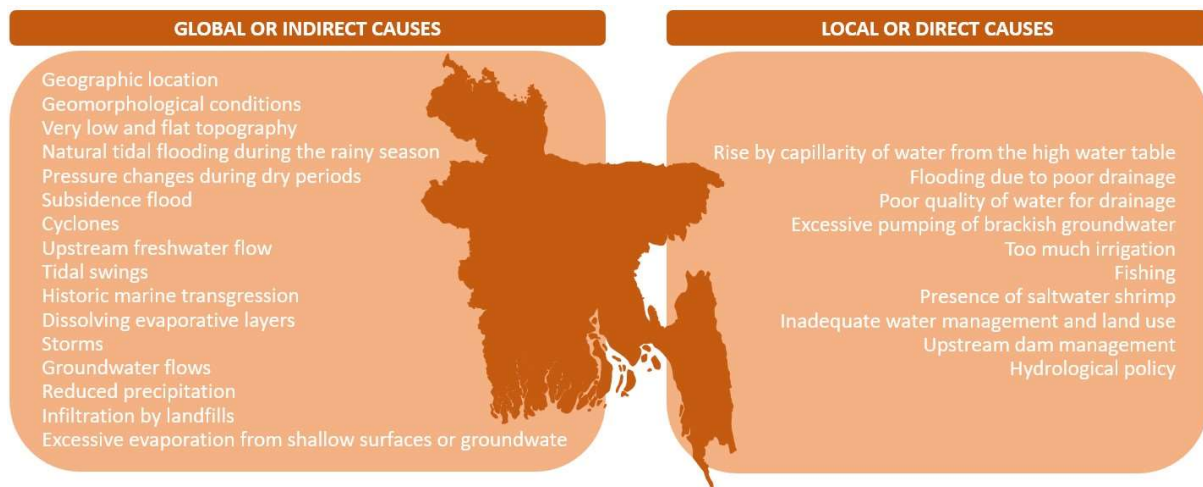 GLOBAL OR INDIRECT CAUSES
Geographic location
Geomorphological conditions
Very low and flat topography
Natural tidal flooding during the rainy season
Pressure changes during dry periods
Subsidence flood
Cyclones
Upstream freshwater flow
Tidal swings
Historic marine transgression
Dissolving evaporative layers
Storms
Groundwater flows
Reduced precipitation
Infiltration by landfills
Excessive evaporation from shallow surfaces or groundwate
LOCAL OR DIRECT CAUSES
Rise by capillarity of water from the high water table
Flooding due to poor drainage
Poor quality of water for drainage
Excessive pumping of brackish groundwater
Too much irrigation
Fishing
Presence of saltwater shrimp
Inadequate water management and land use
Upstream dam management
Hydrological policy